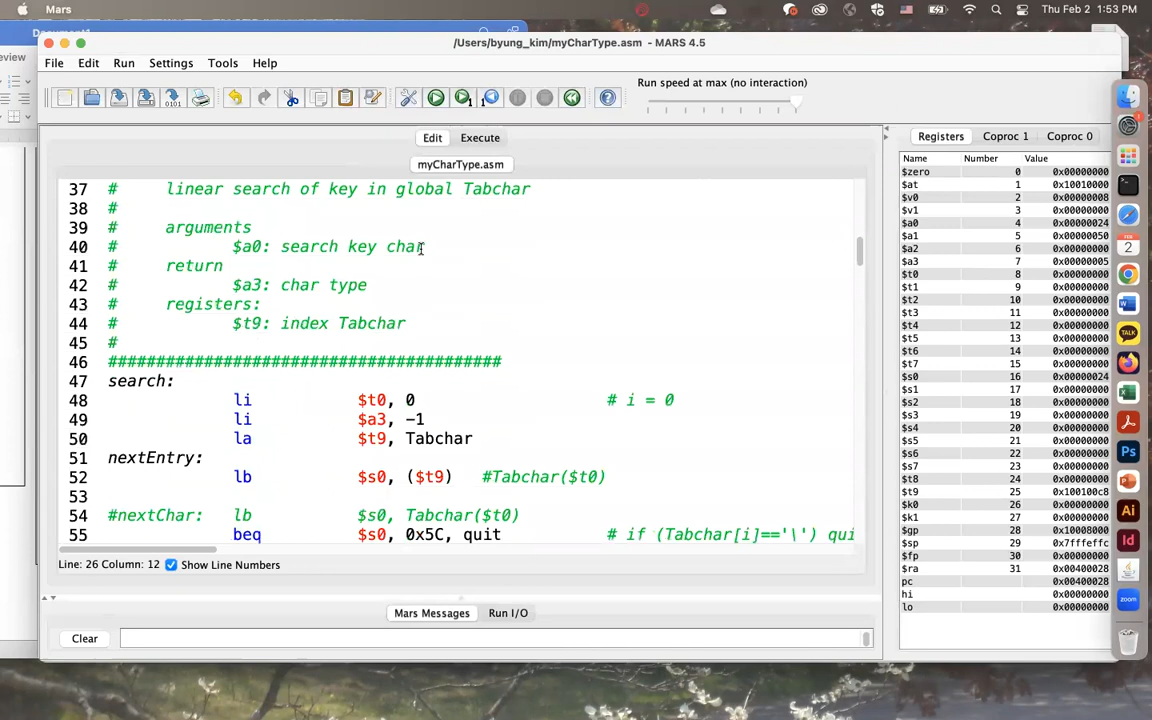 Mars
Thu Feb 2 1:53 PM
Document1
eview
/Users/byung_kim/myCharType.asm - MARS 4.5
File Edit Run Settings Tools Help
Run speed at max (no interaction)
Edit Execute
myCharType.asm
37 # linear search of key in global Tabchar
38 #
39 # arguments
40 # $a0: search key char
41 # return
42 # $a3: char type
43 # registers:
44 # $t9: index Tabchar
45 #
46 #########################################
47 search:
48 li $t0, 0 # i = 0
49 li $a3, -1
50 la $t9, Tabchar
51 nextEntry:
52 lb $s0, ($t9) #Tabchar($t0)
53
54 #nextChar: lb $s0, Tabchar($t0)
55 beq $s0, 0x5C, quit # if (Tabchar[i]=='\') qui
Line: 26 Column: 12 Show Line Numbers
Mars Messages Run I/O
Clear
Registers Coproc 1 Coproc 0
Name Number Value
$zero 0 0x00000000
$at 1 0x10010000
$v0 2 0x00000008
$v1 3 0x00000000
$a0 4 0x00000024
$a1 5 0x00000050
$a2 6 0x00000000
$a3 7 0x00000005
$t0 8 0x00000000
$t1 9 0x00000000
$t2 10 0x00000000
$t3 11 0x00000000
$t4 12 0x00000000
$t5 13 0x00000000
$t6 14 0x00000000
$t7 15 0x00000000
$s0 16 0x00000024
$s1 17 0x00000000
$s2 18 0x00000000
$s3 19 0x00000000
$s4 20 0x00000000
$s5 21 0x00000000
$s6 22 0x00000000
$s7 23 0x00000000
$t8 24 0x00000000
$t9 25 0x100100c8
$k0 26 0x00000000
$k1 27 0x00000000
$gp 28 0x10008000
$sp 29 0x7fffeffc
$fp 30 0x00000000
$ra 31 0x00400028
pc 0x00400028
hi 0x00000000
lo 0x00000000
FEB
2
TALK
Ps
Ai
Id
zoom